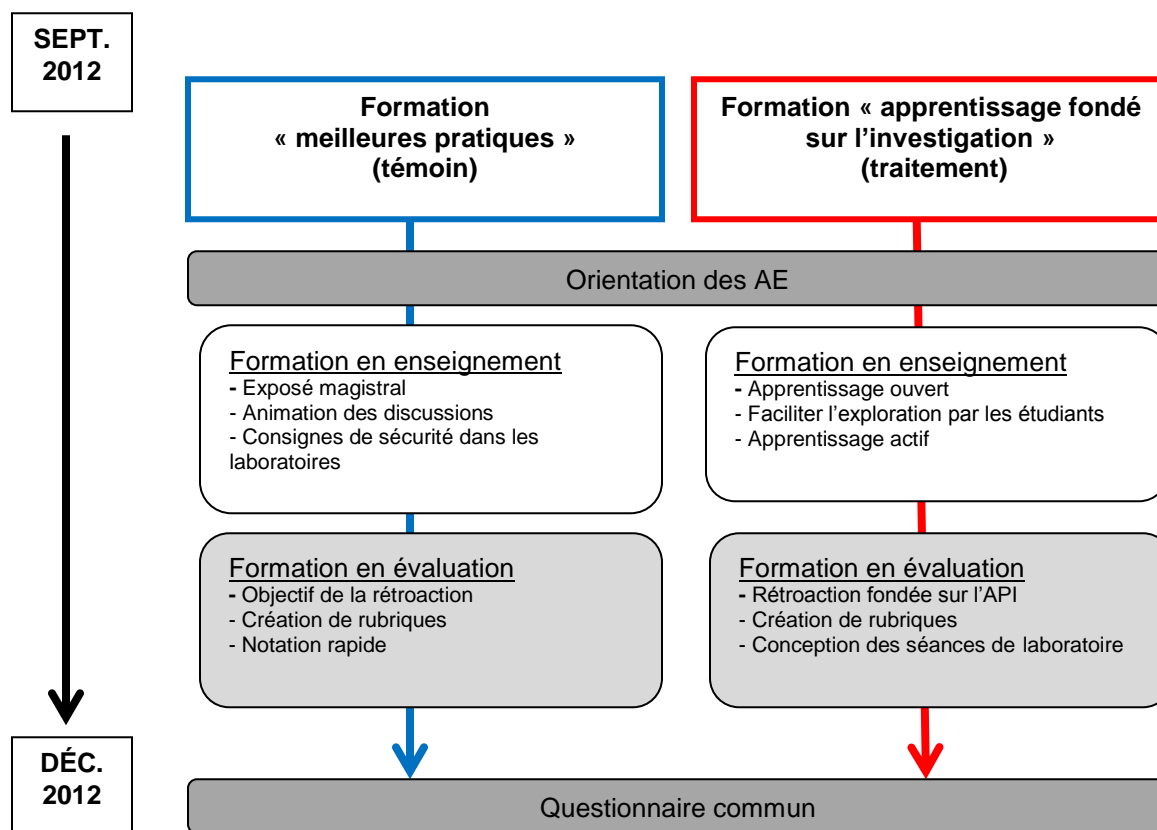 SEPT.
2012
Formation
« meilleures pratiques »
(témoin)
Formation « apprentissage fondé
sur l’investigation »
(traitement)
Orientation des AE
Formation en enseignement
- Exposé magistral
- Animation des discussions
- Consignes de sécurité dans les
laboratoires
Formation en enseignement
- Apprentissage ouvert
- Faciliter l’exploration par les étudiants
- Apprentissage actif
Formation en évaluation
- Objectif de la rétroaction
- Création de rubriques
- Notation rapide
Formation en évaluation
- Rétroaction fondée sur l’API
- Création de rubriques
- Conception des séances de laboratoire
DÉC.
2012
Questionnaire commun